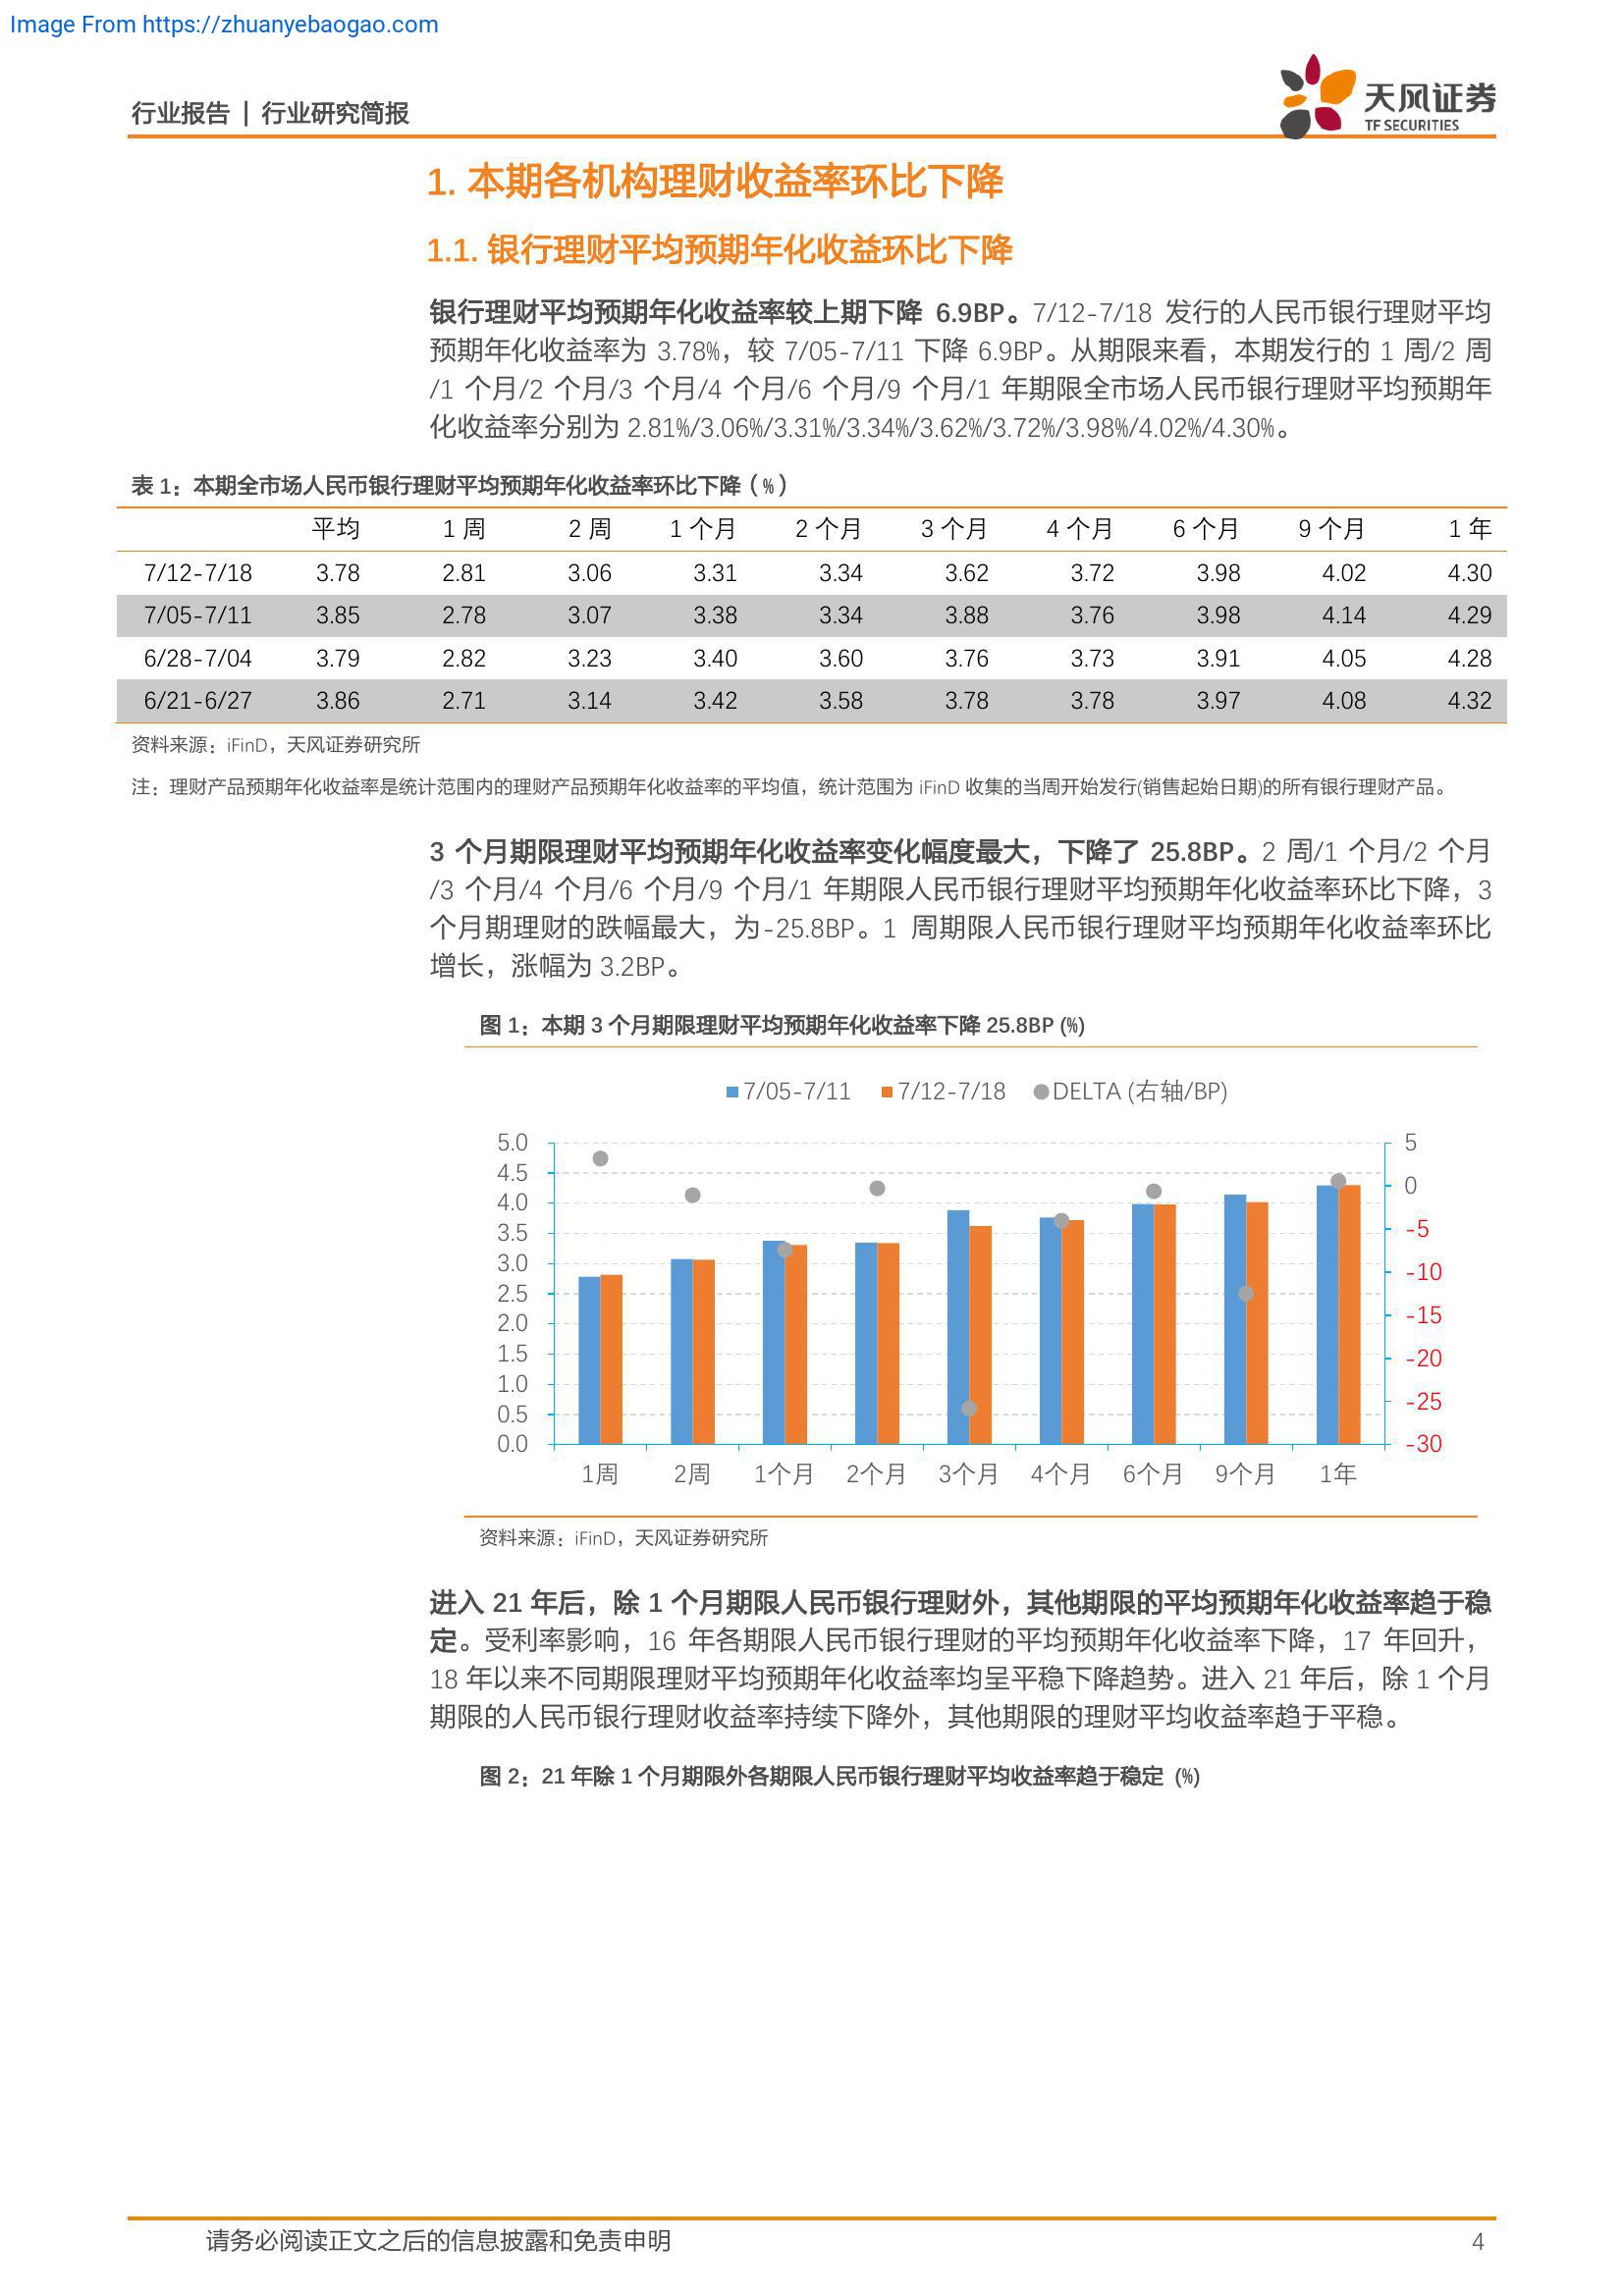 Image From https://zhuanyebaogao.com
行业报告 | 行业研究简报
天风证券
TF SECURITIES
1. 本期各机构理财收益率环比下降
1.1. 银行理财平均预期年化收益环比下降
银行理财平均预期年化收益率较上期下降 6.9BP。7/12-7/18 发行的人民币银行理财平均
预期年化收益率为 3.78%，较 7/05-7/11 下降 6.9BP。从期限来看，本期发行的 1 周/2 周
/1 个月/2 个月/3 个月/4 个月/6 个月/9 个月/1 年期限全市场人民币银行理财平均预期年
化收益率分别为 2.81%/3.06%/3.31%/3.34%/3.62%/3.72%/3.98%/4.02%/4.30%。
表 1：本期全市场人民币银行理财平均预期年化收益率环比下降（%）
平均 1 周 2 周 1 个月 2 个月 3 个月 4 个月 6 个月 9 个月 1 年
7/12-7/18 3.78 2.81 3.06 3.31 3.34 3.62 3.72 3.98 4.02 4.30
7/05-7/11 3.85 2.78 3.07 3.38 3.34 3.88 3.76 3.98 4.14 4.29
6/28-7/04 3.79 2.82 3.23 3.40 3.60 3.76 3.73 3.91 4.05 4.28
6/21-6/27 3.86 2.71 3.14 3.42 3.58 3.78 3.78 3.97 4.08 4.32
资料来源：iFinD，天风证券研究所
注：理财产品预期年化收益率是统计范围内的理财产品预期年化收益率的平均值，统计范围为 iFinD 收集的当周开始发行(销售起始日期)的所有银行理财产品。
3 个月期限理财平均预期年化收益率变化幅度最大，下降了 25.8BP。2 周/1 个月/2 个月
/3 个月/4 个月/6 个月/9 个月/1 年期限人民币银行理财平均预期年化收益率环比下降，3
个月期理财的跌幅最大，为-25.8BP。1 周期限人民币银行理财平均预期年化收益率环比
增长，涨幅为 3.2BP。
图 1：本期 3 个月期限理财平均预期年化收益率下降 25.8BP (%)
7/05-7/11 7/12-7/18 DELTA (右轴/BP)
5.0 5
4.5 0
4.0 -5
3.5 -10
3.0 -15
2.5 -20
2.0 -25
1.5 -30
1.0
0.5
0.0
1周 2周 1个月 2个月 3个月 4个月 6个月 9个月 1年
资料来源：iFinD，天风证券研究所
进入 21 年后，除 1 个月期限人民币银行理财外，其他期限的平均预期年化收益率趋于稳
定。受利率影响，16 年各期限人民币银行理财的平均预期年化收益率下降，17 年回升，
18 年以来不同期限理财平均预期年化收益率均呈平稳下降趋势。进入 21 年后，除 1 个月
期限的人民币银行理财收益率持续下降外，其他期限的理财平均收益率趋于平稳。
图 2：21 年除 1 个月期限外各期限人民币银行理财平均收益率趋于稳定 (%)
请务必阅读正文之后的信息披露和免责申明 4